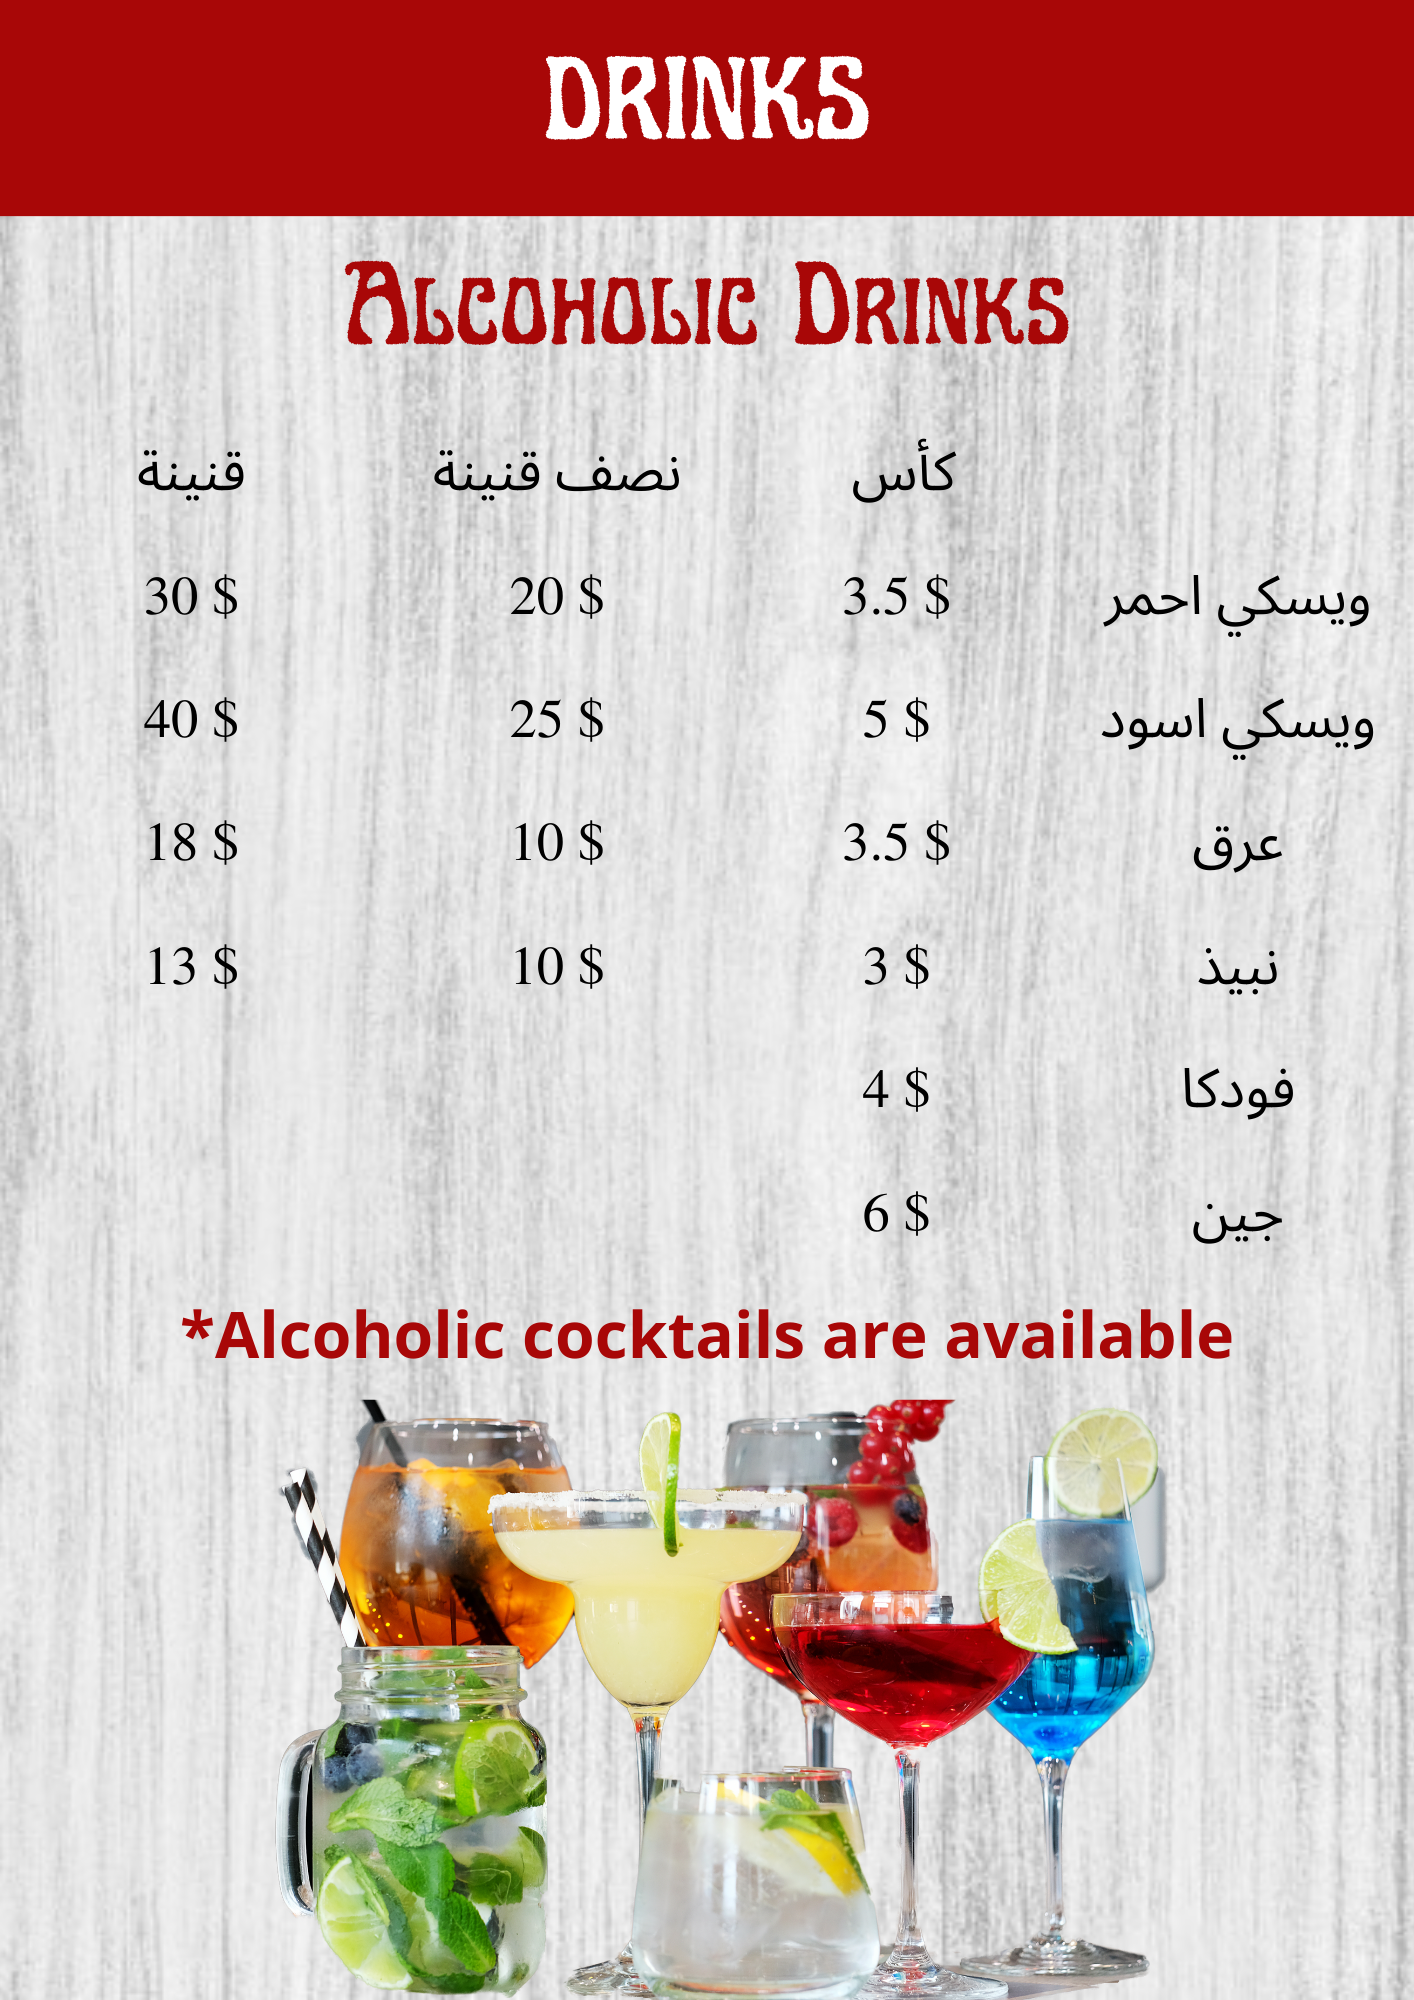 DRINKS
Alcoholic Drinks
كأس نصف قنينة قنينة
ويسكي احمر 3.5 $ 20 $ 30 $
ويسكي اسود 5 $ 25 $ 40 $
عرق 3.5 $ 10 $ 18 $
نبيذ 3 $ 10 $ 13 $
فودكا 4 $
جين 6 $
*Alcoholic cocktails are available